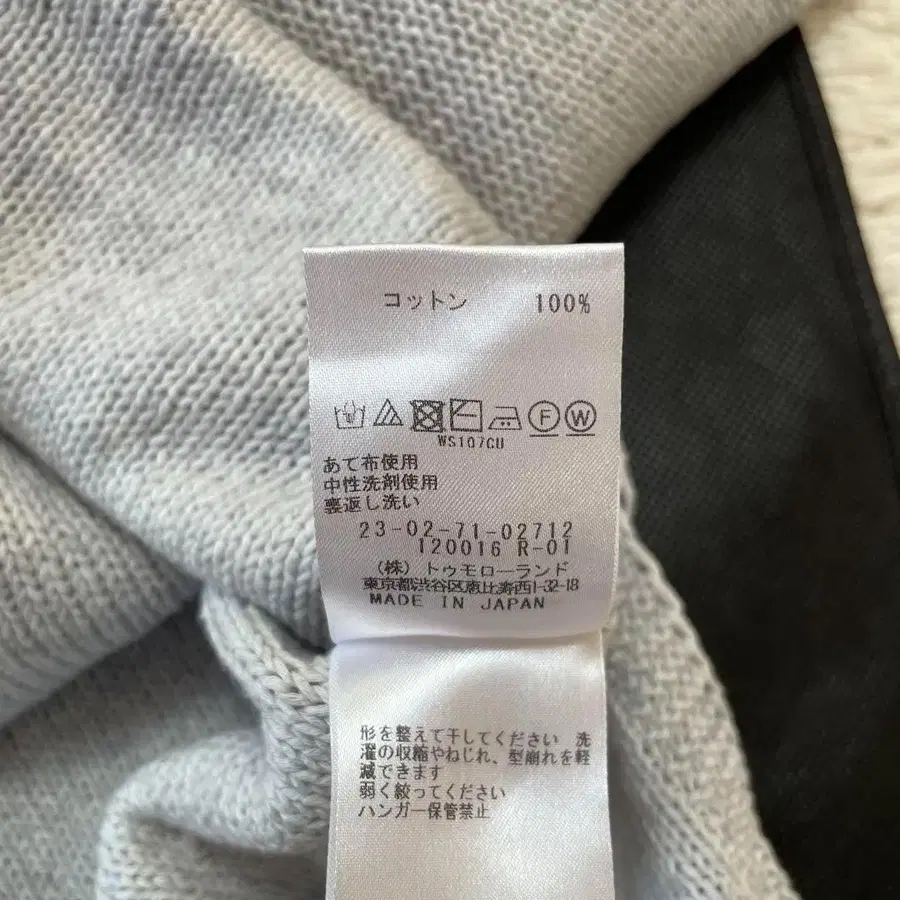 コットン 100%
F W
WS107CU
あて布使用
中性洗剤使用
裏返し洗い
23-02-71-02712
120016 R-01
(株) トゥモローランド
東京都渋谷区恵比寿西1-32-18
MADE IN JAPAN
形を整えて干してください 洗
濯の収縮やねじれ、型崩れを軽
減できます
弱く絞ってください
ハンガー保管禁止